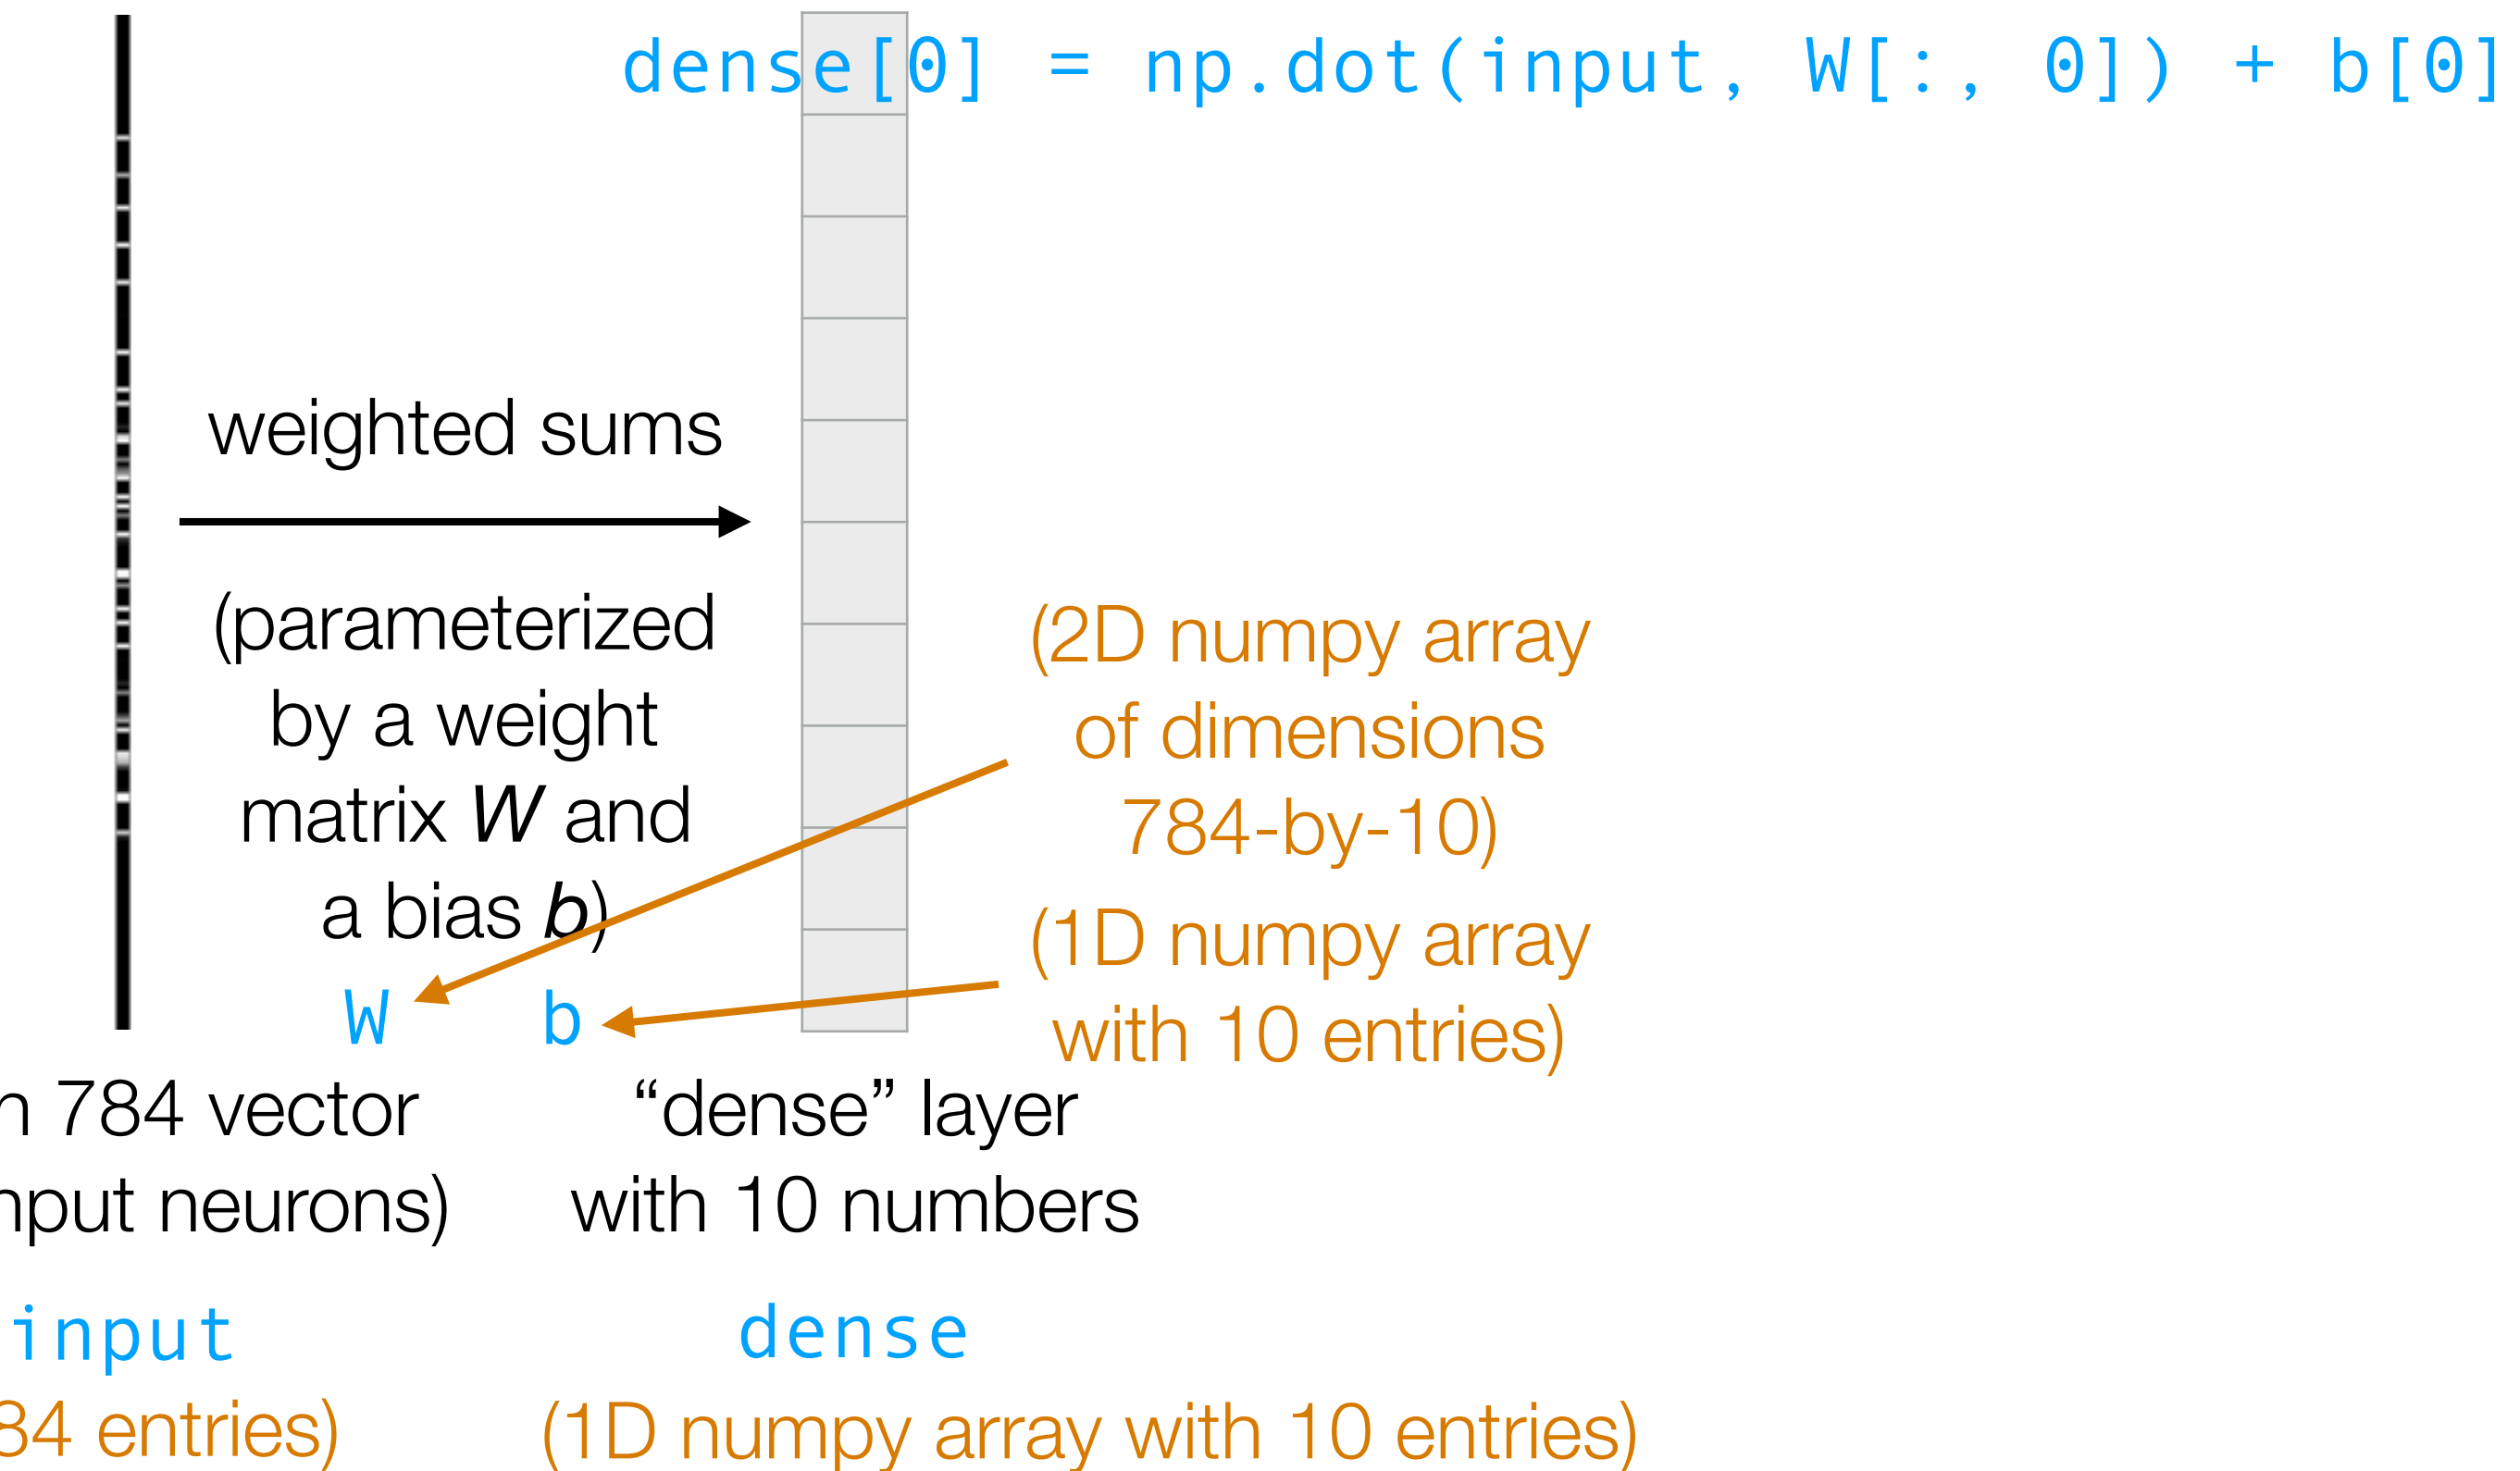 dense[0] = np.dot(input, W[:, 0]) + b[0]
weighted sums
(parameterized
by a weight
matrix W and
a bias b)
W b
(2D numpy array
of dimensions
784-by-10)
(1D numpy array
with 10 entries)
784 vector
neurons)
“dense” layer
with 10 numbers
input
dense
entries)
(1D numpy array with 10 entries)